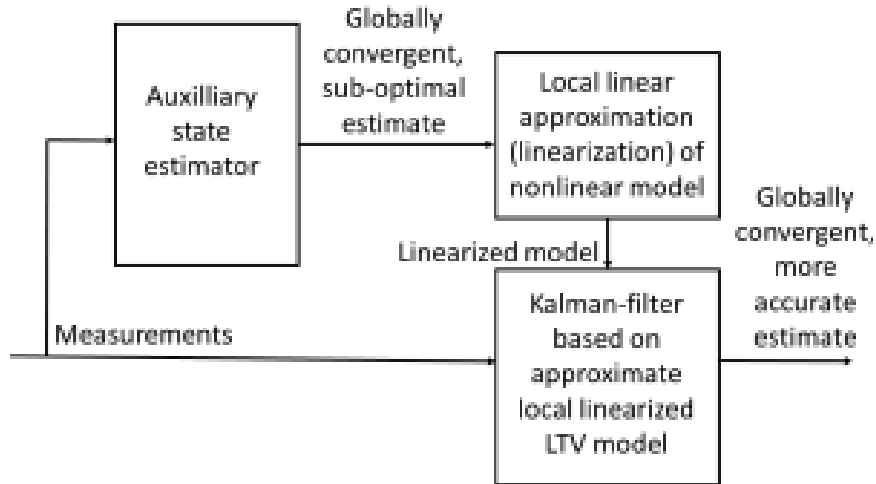 Auxilliary
state
estimator
Globally
convergent,
sub-optimal
estimate
Local linear
approximation
(linearization) of
nonlinear model
Linearized model
Globally
convergent,
more
accurate
estimate
Measurements
Kalman-filter
based on
approximate
local linearized
LTV model